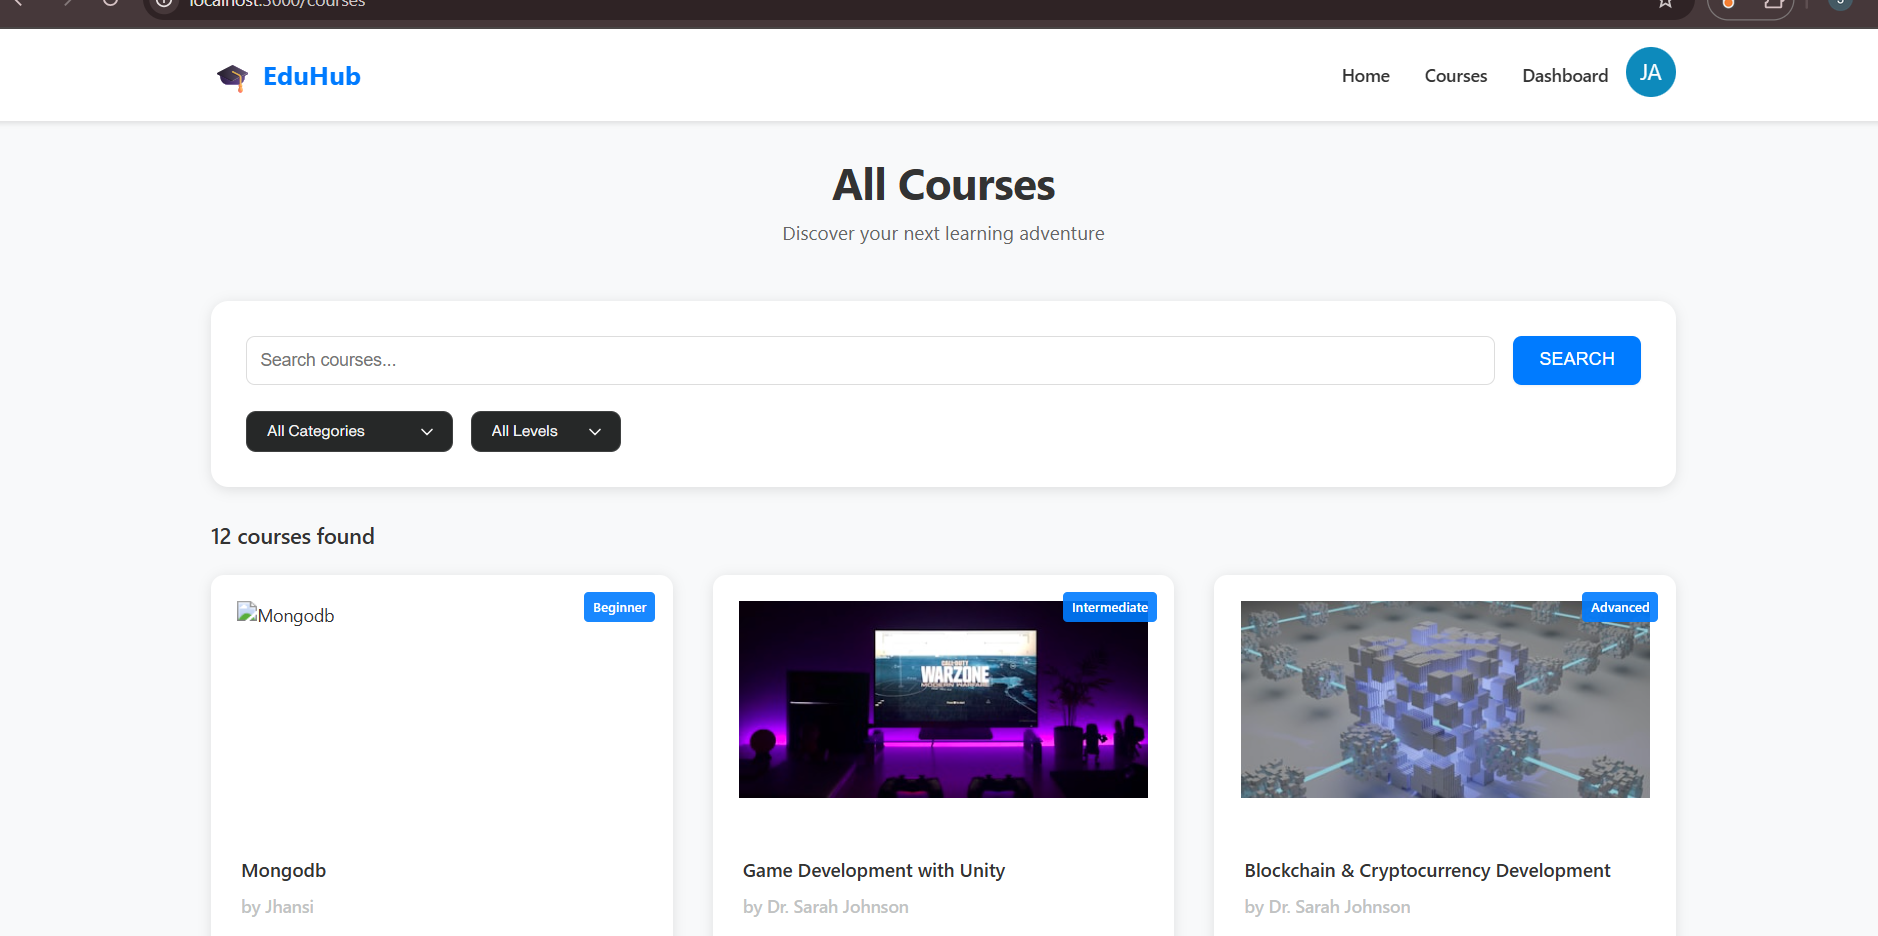 localhost:3000/courses
EduHub
Home Courses Dashboard JA
All Courses
Discover your next learning adventure
Search courses...
SEARCH
All Categories
All Levels
12 courses found
Mongodb
Beginner
Intermediate
CALL OF DUTY
WARZONE
MODERN WARFARE
Advanced
Mongodb
by Jhansi
Game Development with Unity
by Dr. Sarah Johnson
Blockchain & Cryptocurrency Development
by Dr. Sarah Johnson